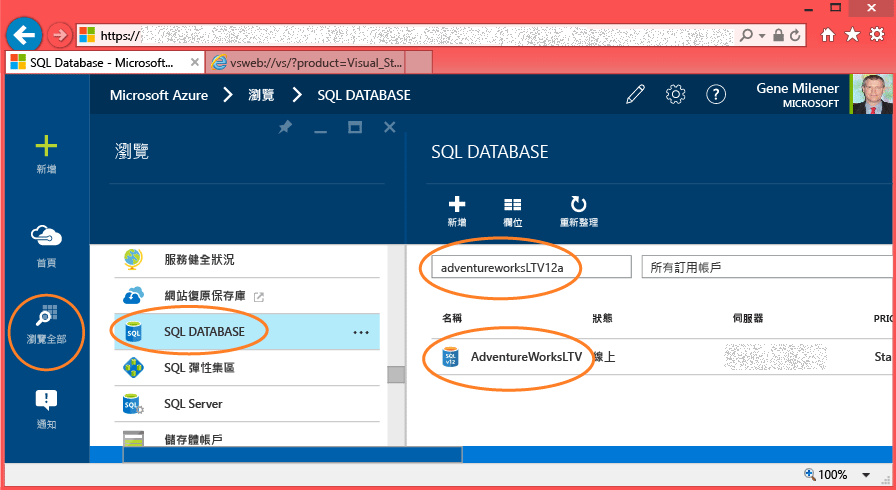 https://
SQL Database - Microsoft...
vsweb://vs/?product=Visual_St...
Microsoft Azure
瀏覽
SQL DATABASE
Gene Milener
MICROSOFT
新增
首頁
瀏覽全部
通知
瀏覽
服務健全狀況
網站復原保存庫
SQL DATABASE
SQL 彈性集區
SQL Server
儲存體帳戶
SQL DATABASE
新增
欄位
重新整理
adventureworksLTV12a
所有訂用帳戶
名稱
狀態
伺服器
PRIC
AdventureWorksLTV
線上
Sta
100%